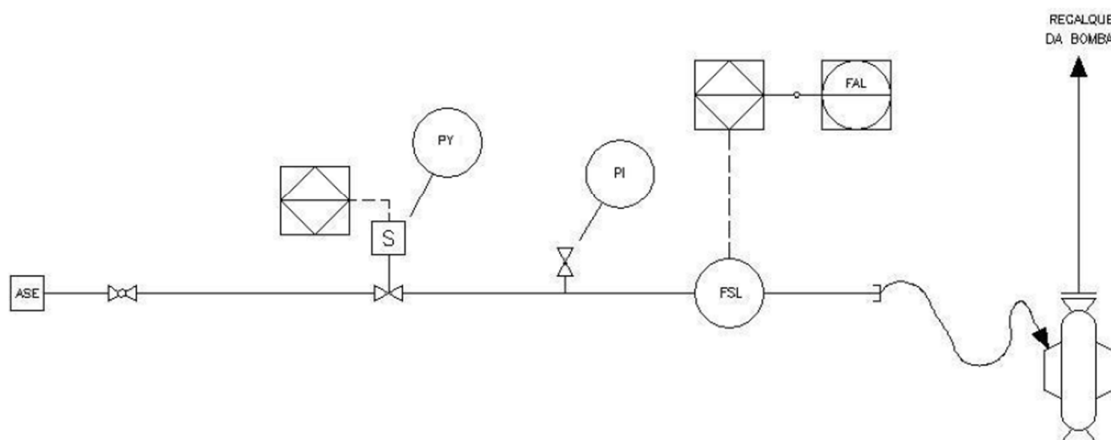 RECALQUE
DA BOMBA
FAL
PY
PI
S
ASE
FSL